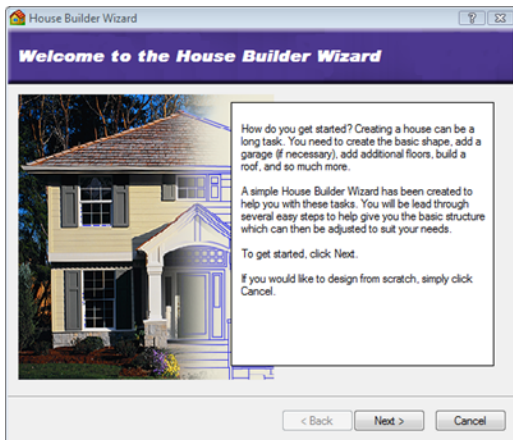 House Builder Wizard
Welcome to the House Builder Wizard
How do you get started? Creating a house can be a
long task. You need to create the basic shape, add a
garage (if necessary), add additional floors, build a
roof, and so much more.
A simple House Builder Wizard has been created to
help you with these tasks. You will be lead through
several easy steps to help give you the basic structure
which can then be adjusted to suit your needs.
To get started, click Next.
If you would like to design from scratch, simply click
Cancel.
< Back Next > Cancel